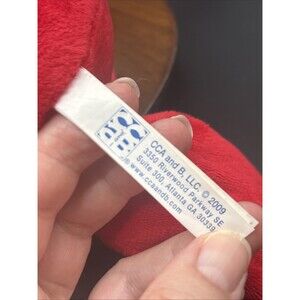 CCA and B, LLC. © 2009
3350 Riverwood Parkway SE
Suite 300, Atlanta GA 30339
www.ccaandb.com